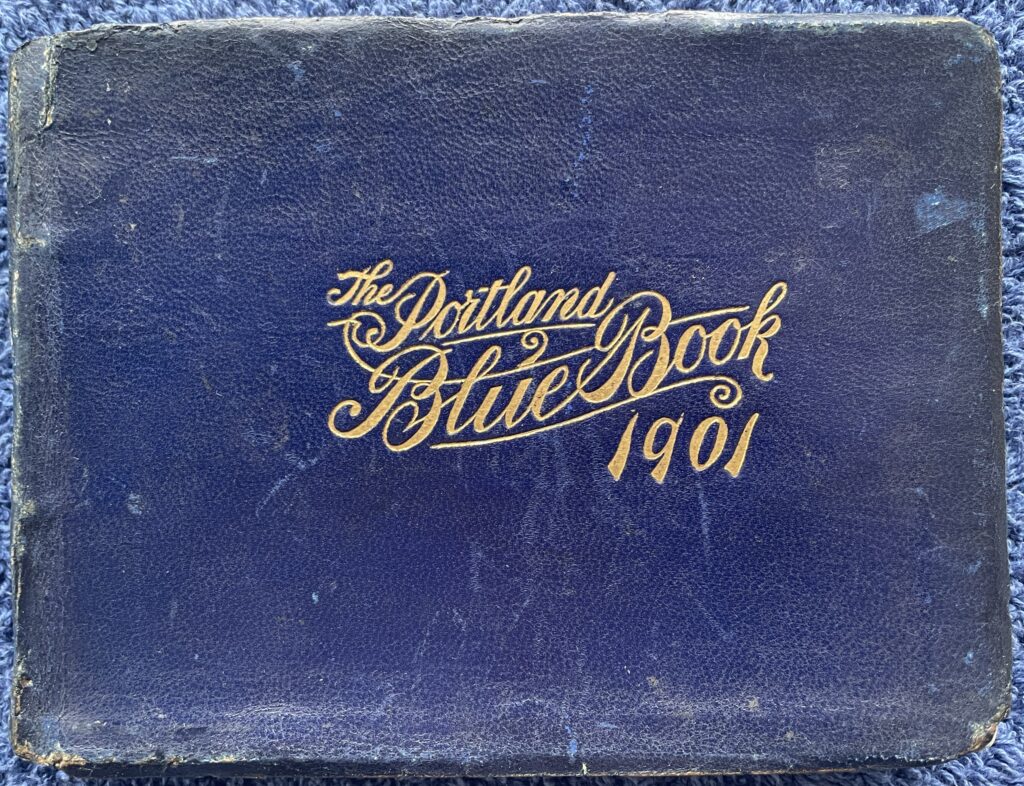 The Portland
Blue Book
1901